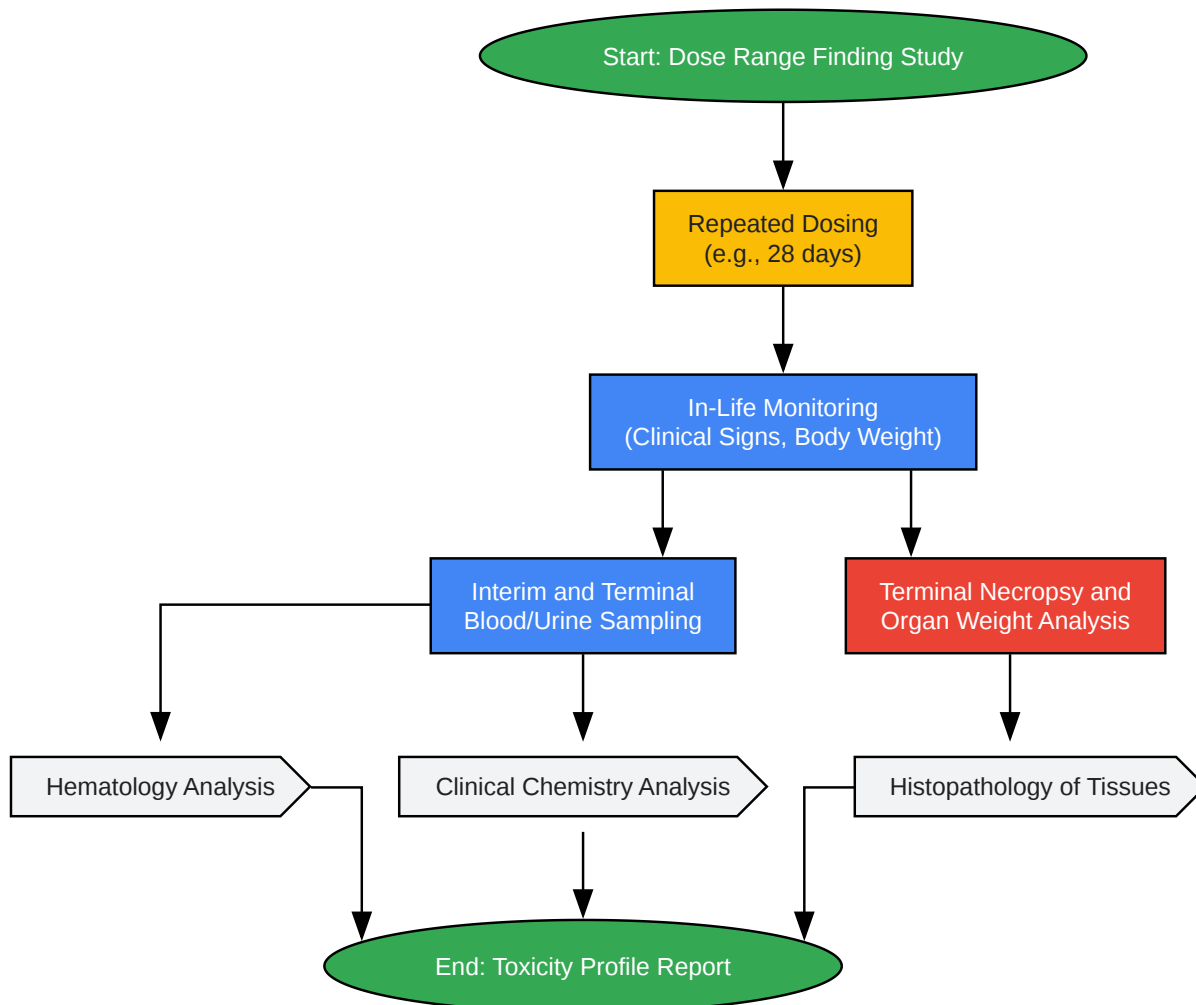 Start: Dose Range Finding Study
Repeated Dosing
(e.g., 28 days)
In-Life Monitoring
(Clinical Signs, Body Weight)
Interim and Terminal
Blood/Urine Sampling
Terminal Necropsy and
Organ Weight Analysis
Hematology Analysis
Clinical Chemistry Analysis
Histopathology of Tissues
End: Toxicity Profile Report